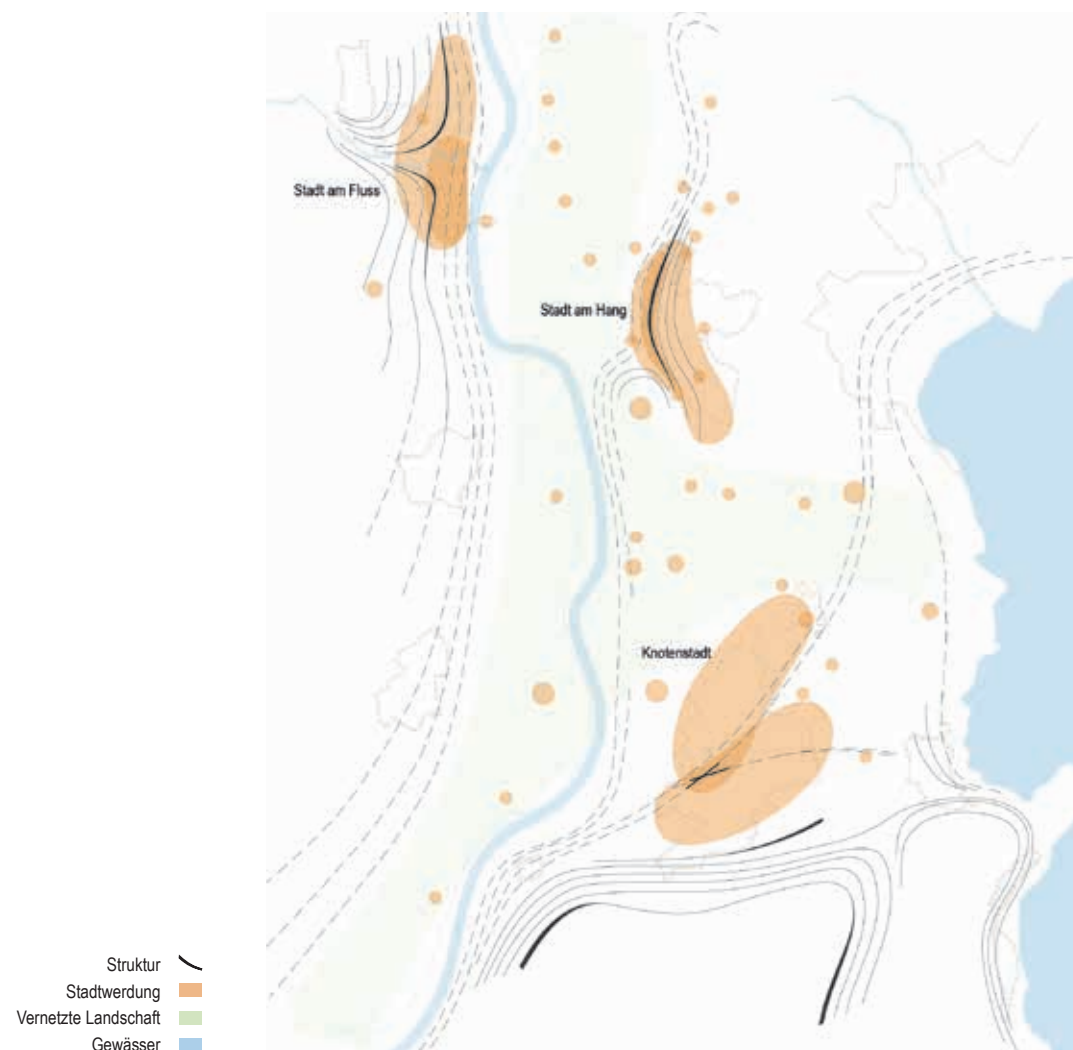 Stadt am Fluss
Stadt am Hang
Knotenstadt
Struktur
Stadtwerdung
Vernetzte Landschaft
Gewässer